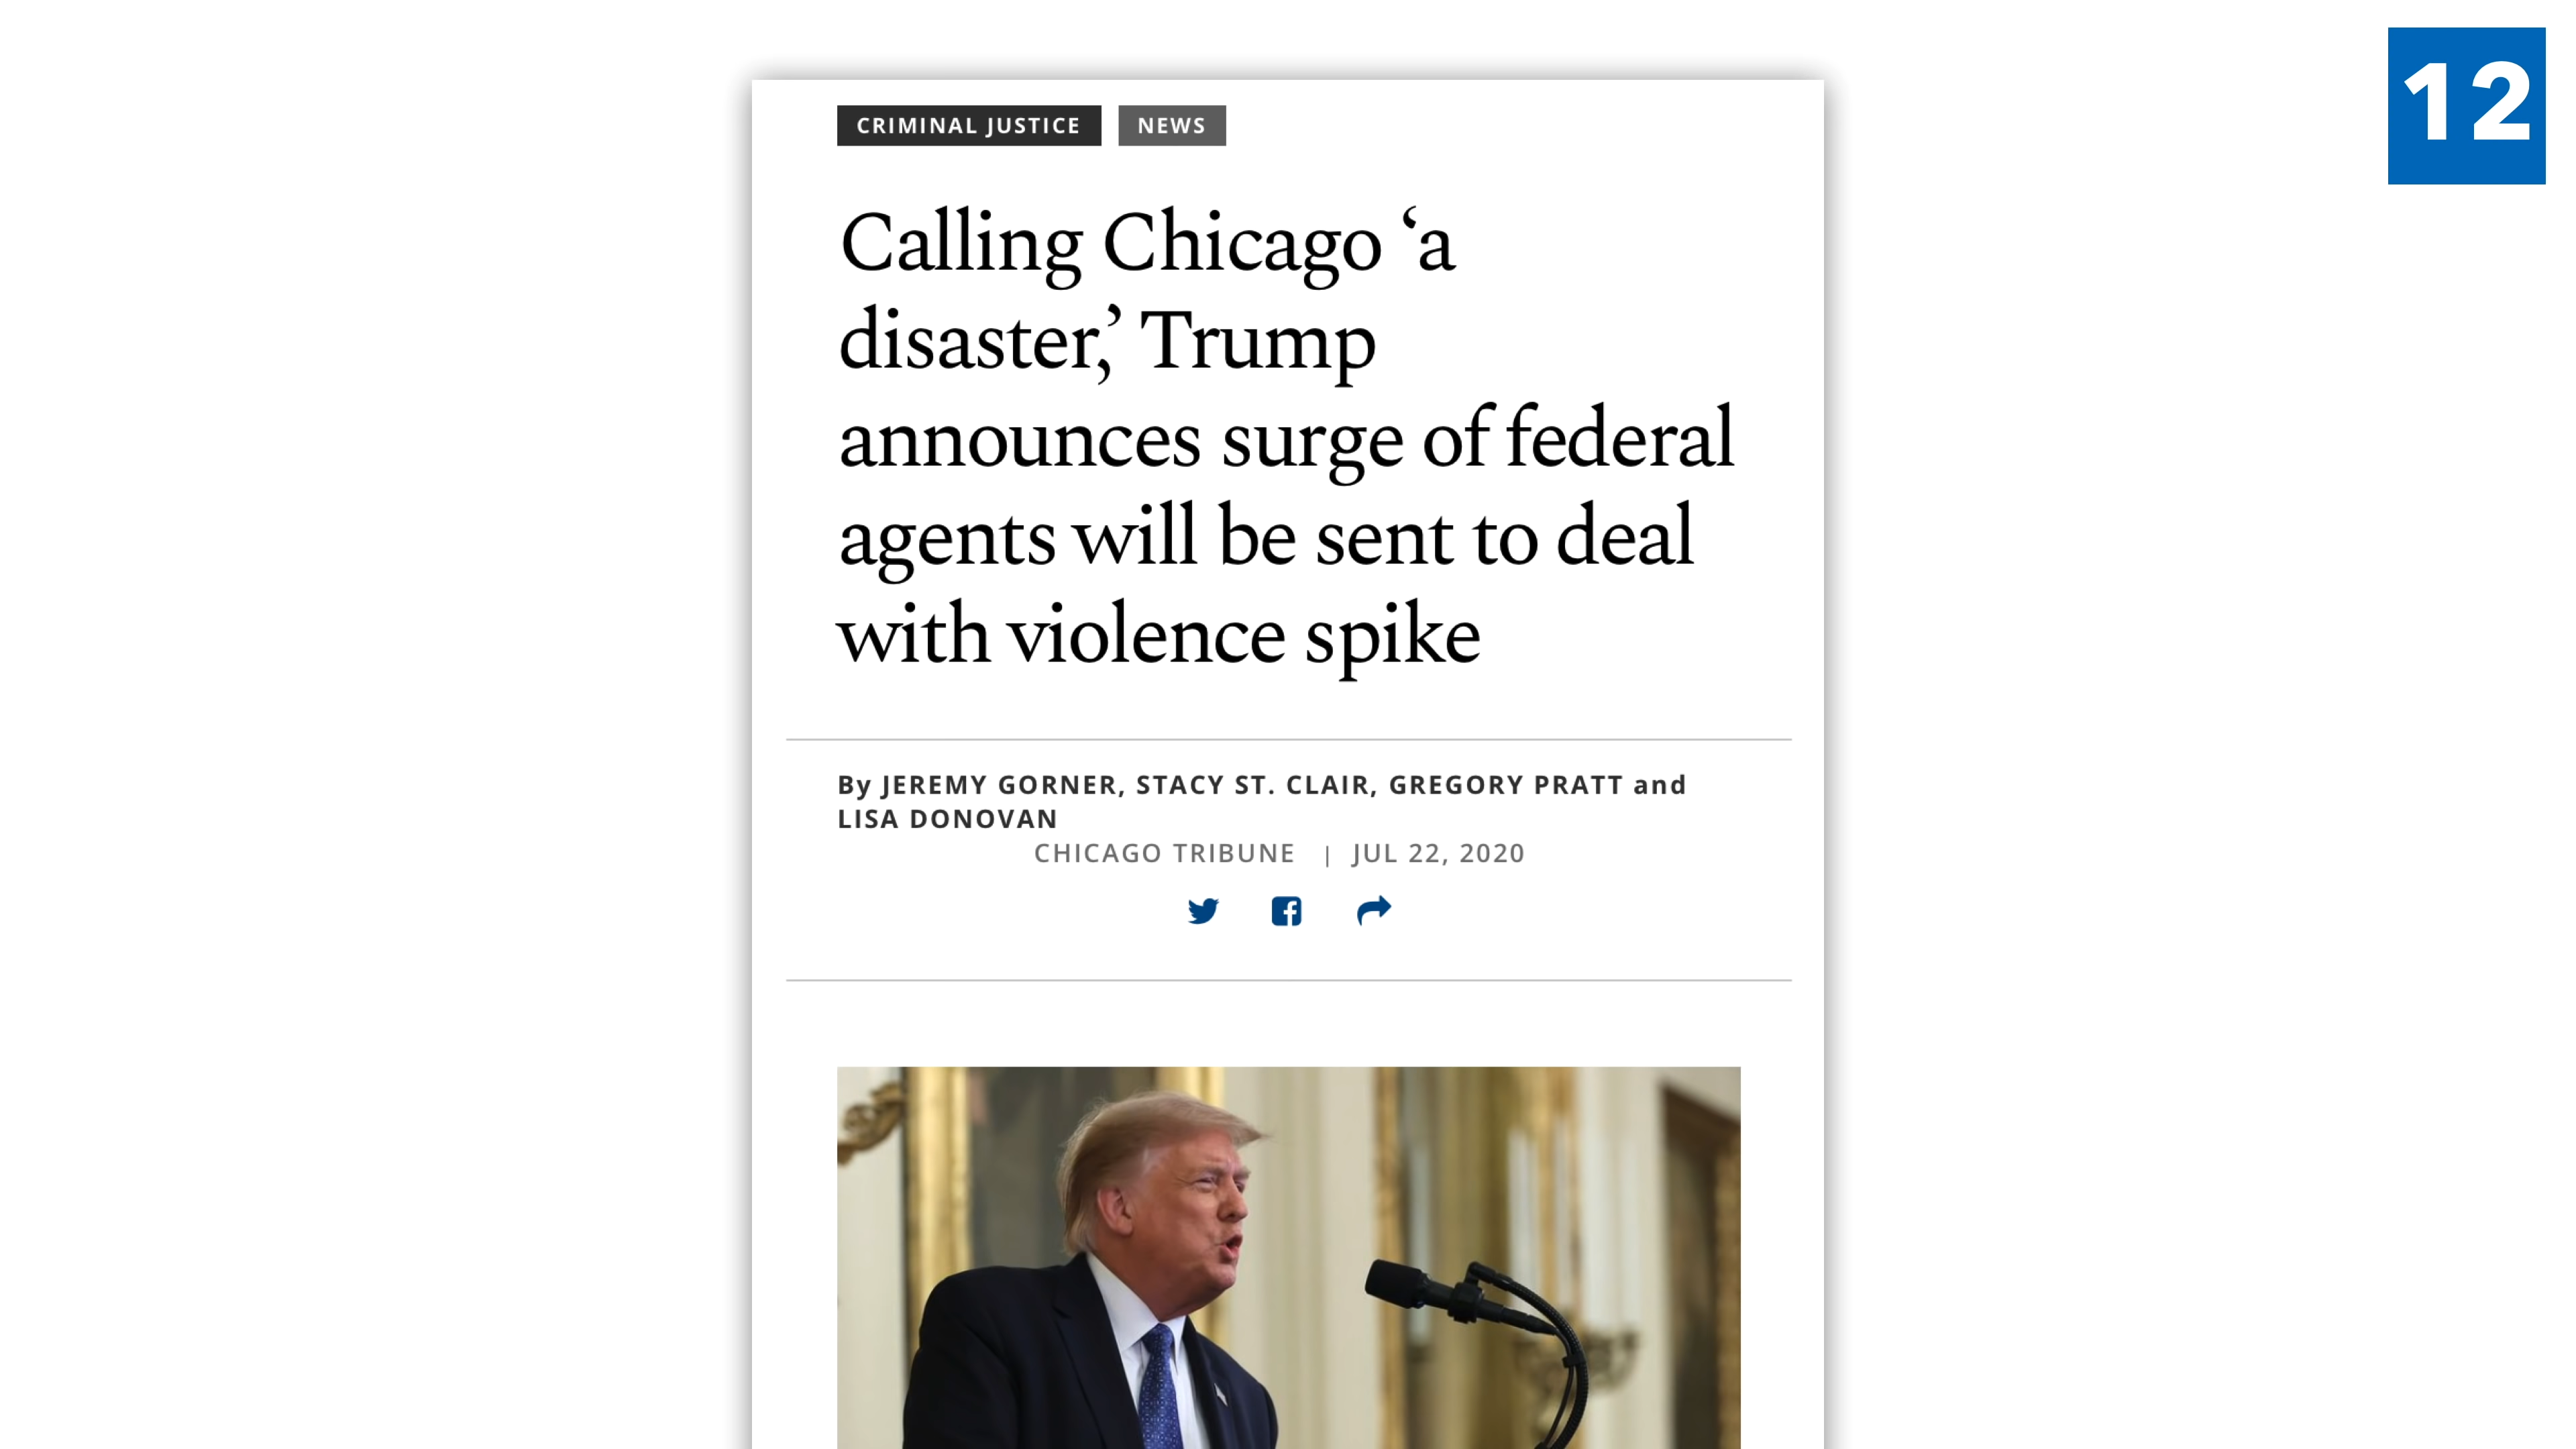 12
CRIMINAL JUSTICE NEWS
Calling Chicago ‘a
disaster,’ Trump
announces surge of federal
agents will be sent to deal
with violence spike
By JEREMY GORNER, STACY ST. CLAIR, GREGORY PRATT and
LISA DONOVAN
CHICAGO TRIBUNE | JUL 22, 2020